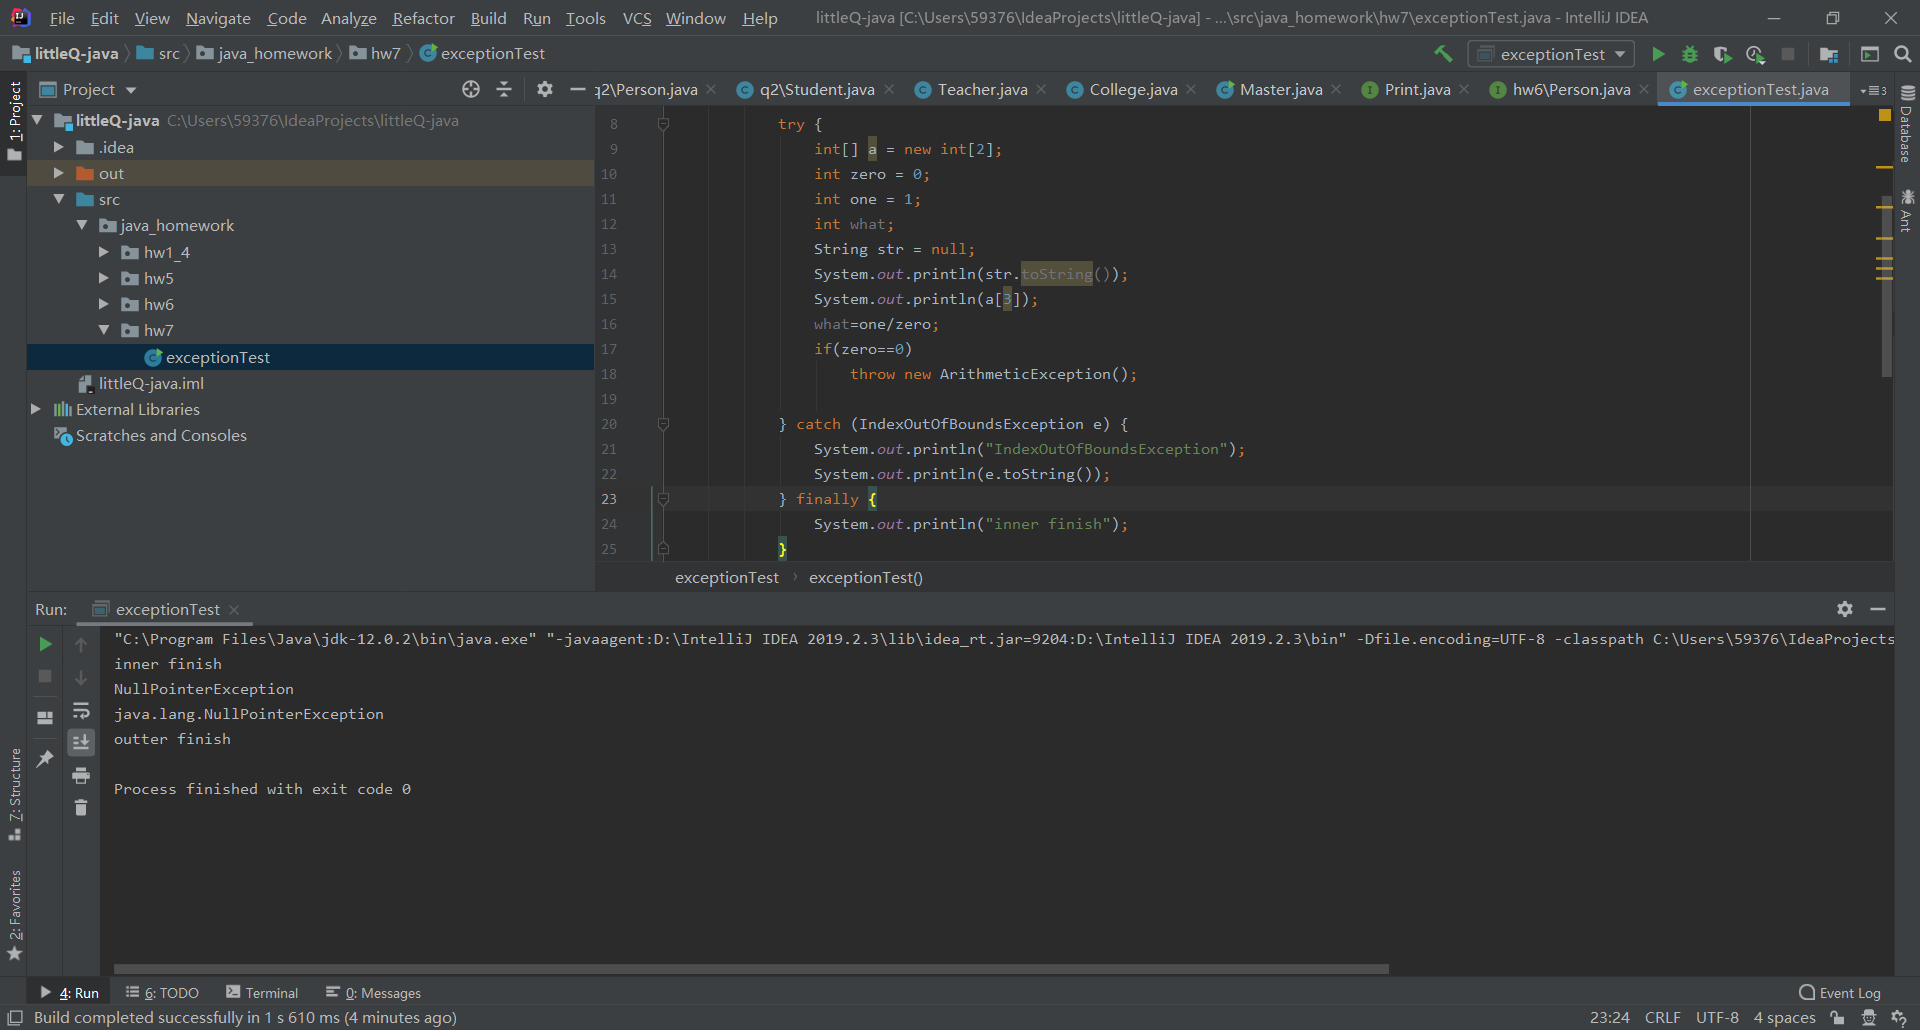 File Edit View Navigate Code Analyze Refactor Build Run Tools VCS Window Help littleQ-java [C:\Users\59376\IdeaProjects\littleQ-java] - ...\src\java_homework\hw7\exceptionTest.java - IntelliJ IDEA
littleQ-java src java_homework hw7 exceptionTest exceptionTest
1: Project
Project
q2\Person.java q2\Student.java Teacher.java College.java Master.java Print.java hw6\Person.java exceptionTest.java 3
littleQ-java C:\Users\59376\IdeaProjects\littleQ-java
.idea
out
src
java_homework
hw1_4
hw5
hw6
hw7
exceptionTest
littleQ-java.iml
External Libraries
Scratches and Consoles
8 try {
9 int[] a = new int[2];
10 int zero = 0;
11 int one = 1;
12 int what;
13 String str = null;
14 System.out.println(str.toString());
15 System.out.println(a[3]);
16 what=one/zero;
17 if(zero==0)
18 throw new ArithmeticException();
19
20 } catch (IndexOutOfBoundsException e) {
21 System.out.println("IndexOutOfBoundsException");
22 System.out.println(e.toString());
23 } finally {
24 System.out.println("inner finish");
25 }
exceptionTest exceptionTest()
Database
Ant
Run: exceptionTest
"C:\Program Files\Java\jdk-12.0.2\bin\java.exe" "-javaagent:D:\IntelliJ IDEA 2019.2.3\lib\idea_rt.jar=9204:D:\IntelliJ IDEA 2019.2.3\bin" -Dfile.encoding=UTF-8 -classpath C:\Users\59376\IdeaProjects
inner finish
NullPointerException
java.lang.NullPointerException
outter finish
Process finished with exit code 0
7: Structure
2: Favorites
4: Run 6: TODO Terminal 0: Messages Event Log
Build completed successfully in 1 s 610 ms (4 minutes ago) 23:24 CRLF UTF-8 4 spaces